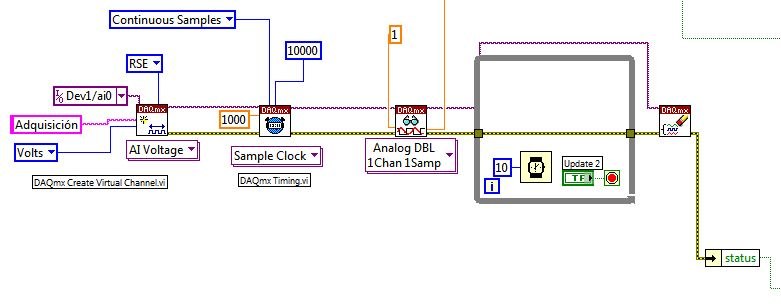 Continuous Samples
10000
1
RSE
Dev1/ai0
DAQmx
1000
DAQmx
DAQmx
DAQmx
Adquisición
Volts
AI Voltage
Sample Clock
Analog DBL
1Chan 1Samp
DAQmx Create Virtual Channel.vi
DAQmx Timing.vi
10
Update 2
TF
i
status